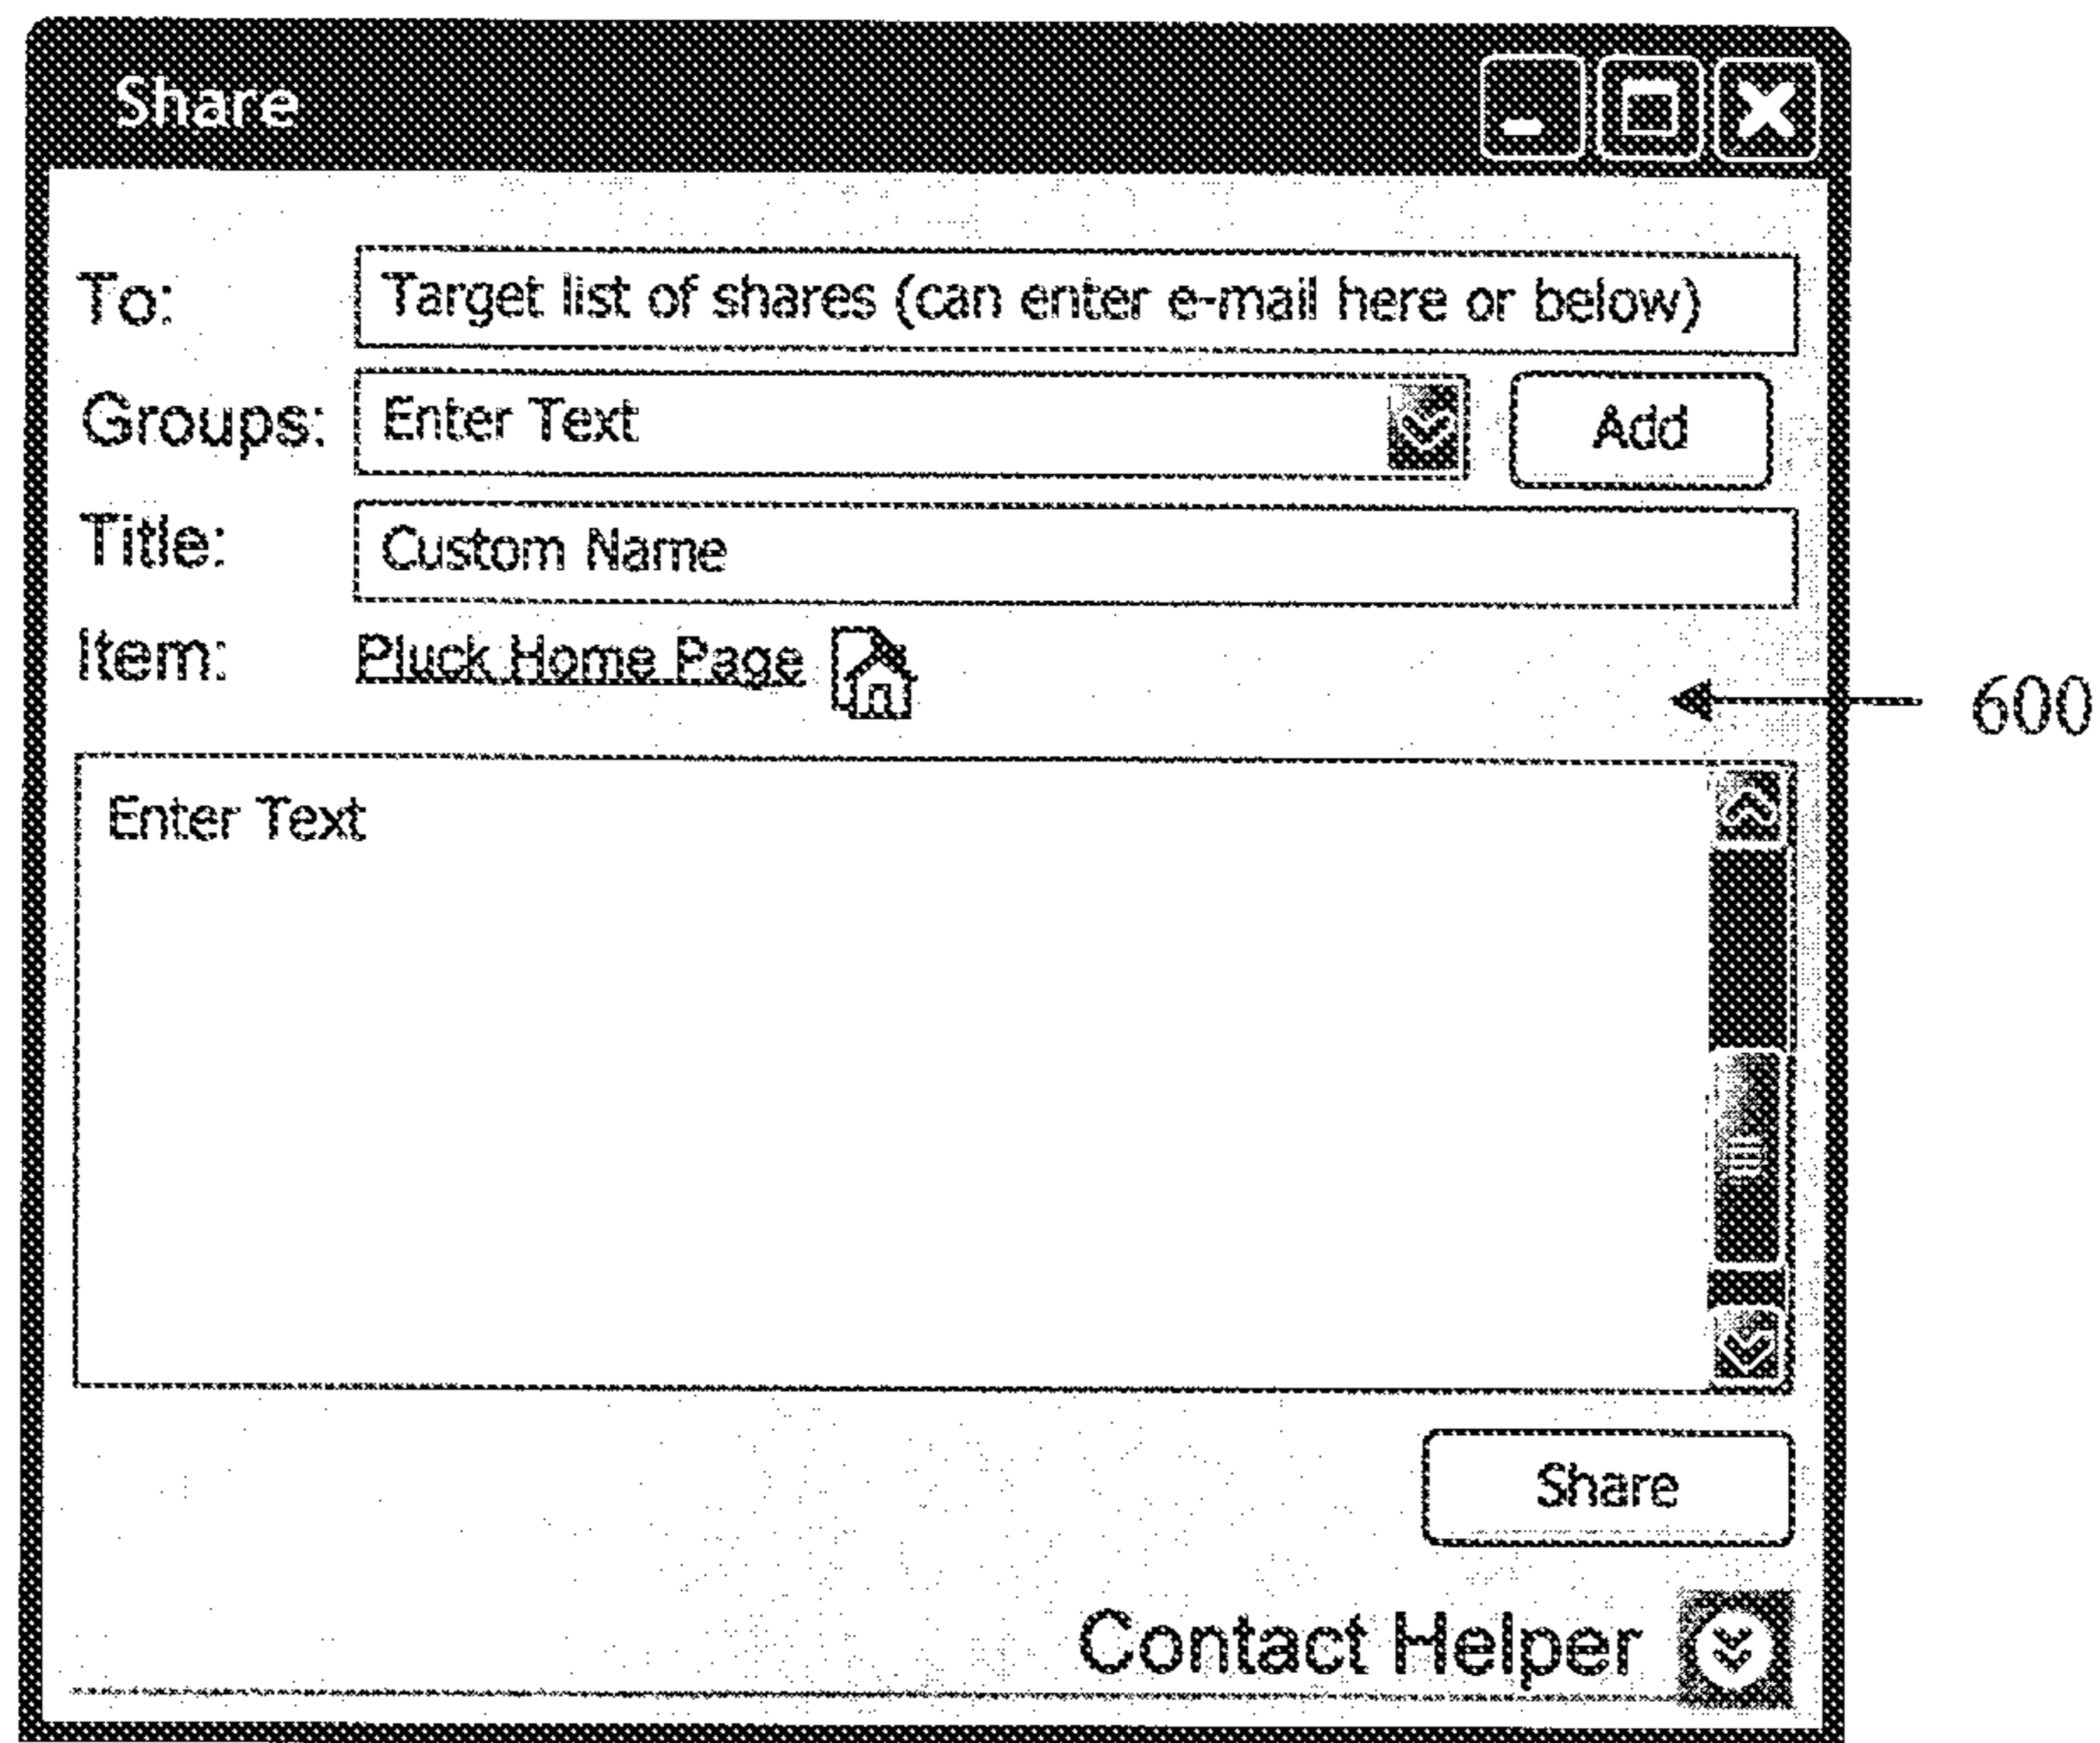 Share
To: Target list of shares (can enter e-mail here or below)
Groups: Enter Text Add
Title: Custom Name
Item: Pluck Home Page
600
Enter Text
Share
Contact Helper